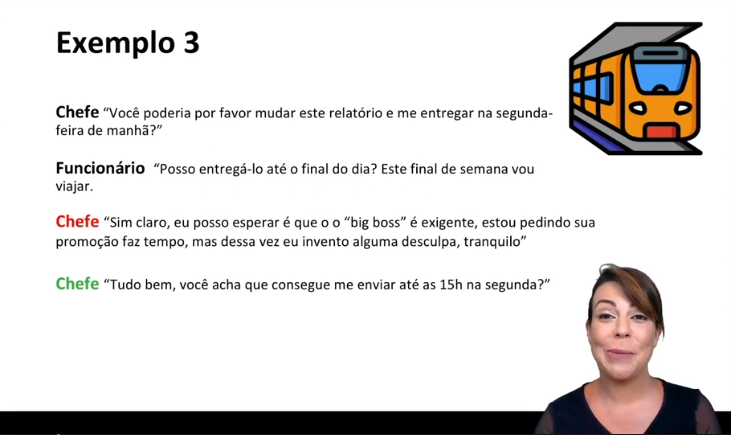 Exemplo 3
Chefe “Você poderia por favor mudar este relatório e me entregar na segunda-
feira de manhã?”
Funcionário “Posso entregá-lo até o final do dia? Este final de semana vou
viajar.
Chefe “Sim claro, eu posso esperar é que o o “big boss” é exigente, estou pedindo sua
promoção faz tempo, mas dessa vez eu invento alguma desculpa, tranquilo”
Chefe “Tudo bem, você acha que consegue me enviar até as 15h na segunda?”